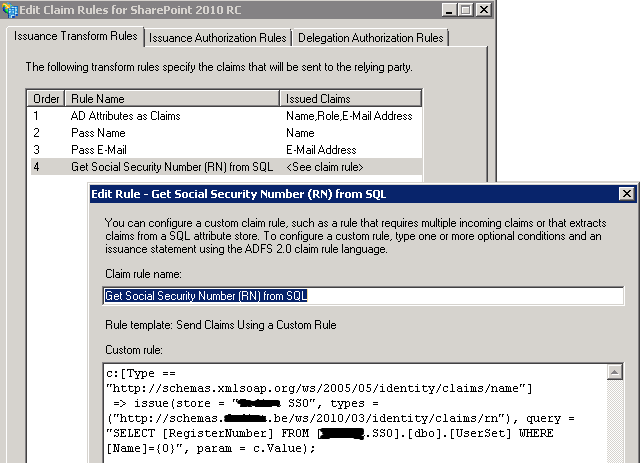 Edit Claim Rules for SharePoint 2010 RC
Issuance Transform Rules Issuance Authorization Rules Delegation Authorization Rules
The following transform rules specify the claims that will be sent to the relying party.
Order Rule Name Issued Claims
1 AD Attributes as Claims Name,Role,E-Mail Address
2 Pass Name Name
3 Pass E-Mail E-Mail Address
4 Get Social Security Number (RN) from SQL <See claim rule>
Edit Rule - Get Social Security Number (RN) from SQL
You can configure a custom claim rule, such as a rule that requires multiple incoming claims or that extracts
claims from a SQL attribute store. To configure a custom rule, type one or more optional conditions and an
issuance statement using the ADFS 2.0 claim rule language.
Claim rule name:
Get Social Security Number (RN) from SQL
Rule template: Send Claims Using a Custom Rule
Custom rule:
c:[Type ==
"http://schemas.xmlsoap.org/ws/2005/05/identity/claims/name"]
=> issue(store = " SSO", types =
("http://schemas. .be/ws/2010/03/identity/claims/rn"), query =
"SELECT [RegisterNumber] FROM [ .SSO].[dbo].[UserSet] WHERE
[Name]={0}", param = c.Value);